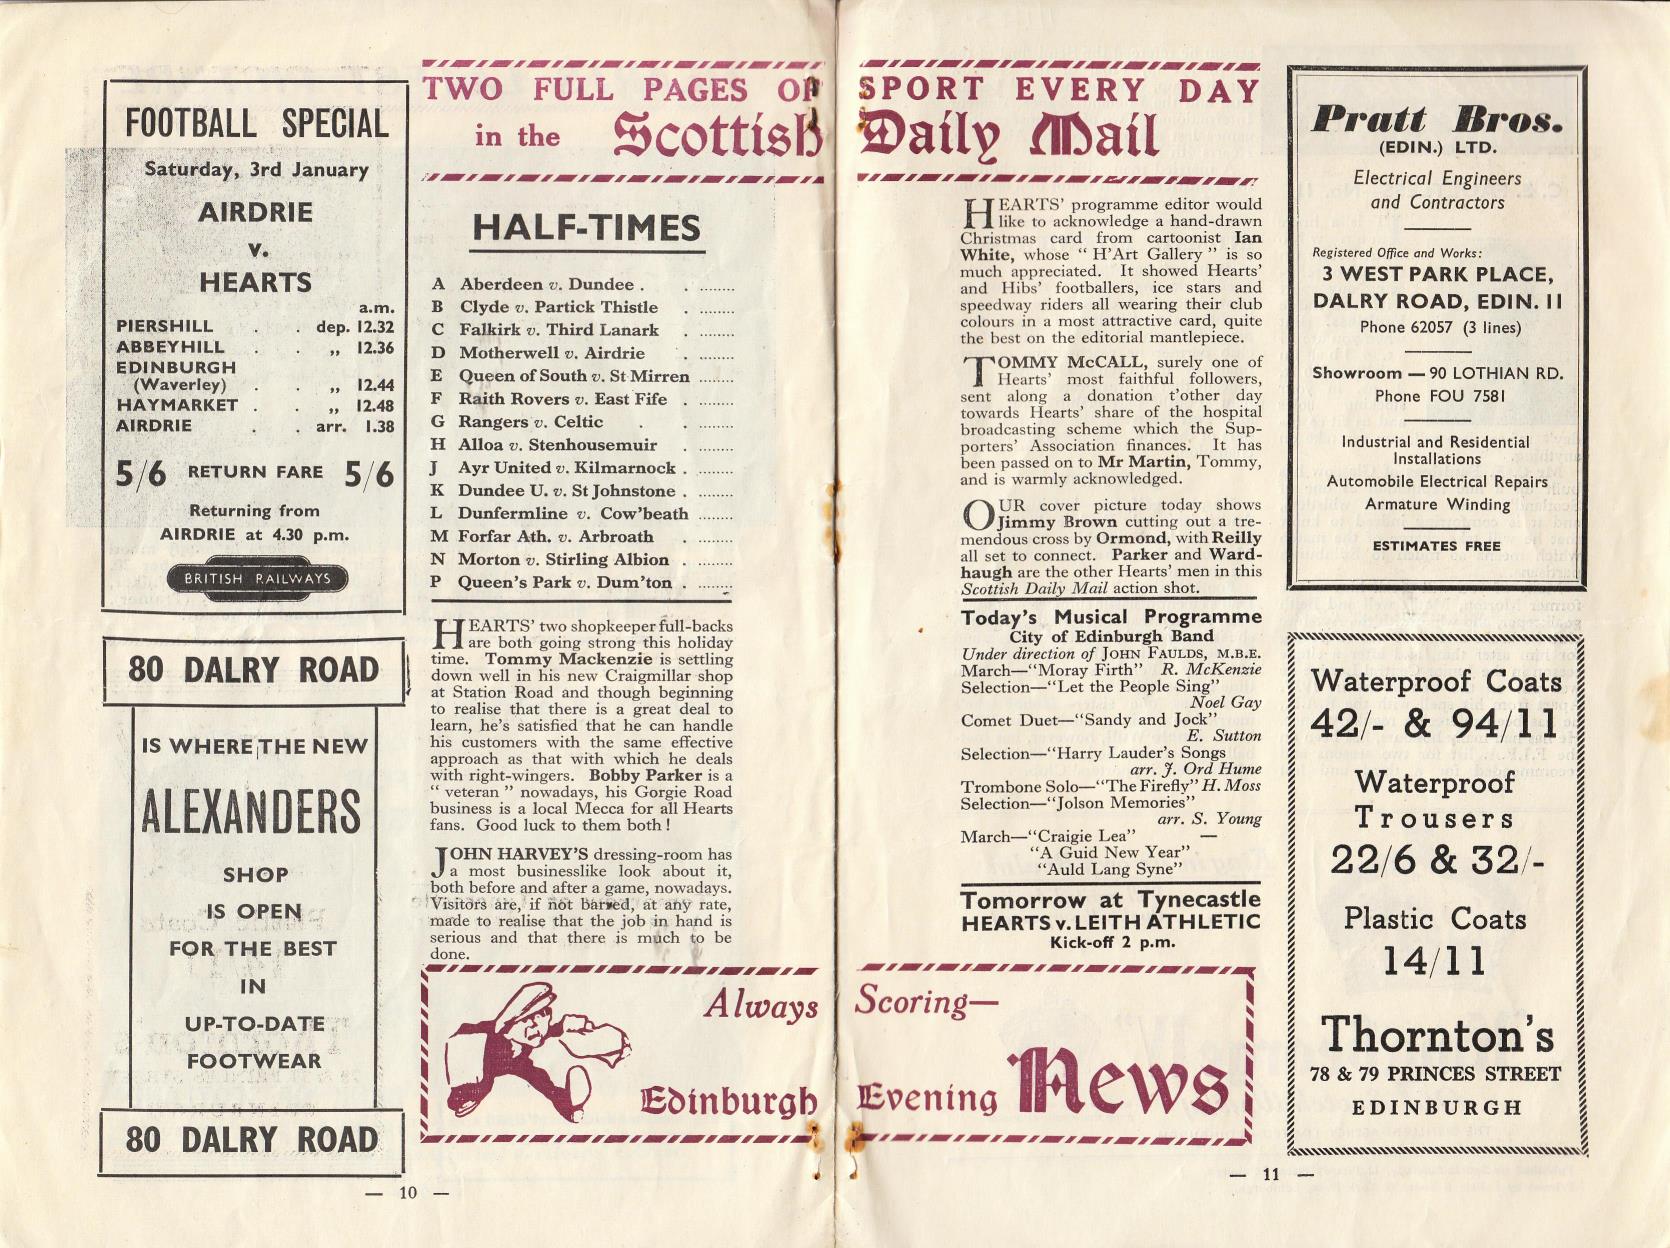 FOOTBALL SPECIAL
Saturday, 3rd January
AIRDRIE
v.
HEARTS
a.m.
PIERSHILL . . dep. 12.32
ABBEYHILL . . „ 12.36
EDINBURGH
(Waverley) . . „ 12.44
HAYMARKET . . „ 12.48
AIRDRIE . . arr. 1.38
5/6 RETURN FARE 5/6
Returning from
AIRDRIE at 4.30 p.m.
BRITISH RAILWAYS
80 DALRY ROAD
IS WHERE THE NEW
ALEXANDERS
SHOP
IS OPEN
FOR THE BEST
IN
UP-TO-DATE
FOOTWEAR
80 DALRY ROAD
TWO FULL PAGES OF SPORT EVERY DAY
in the Scottish Daily Mail
HALF-TIMES
A Aberdeen v. Dundee . . ........
B Clyde v. Partick Thistle . ........
C Falkirk v. Third Lanark . ........
D Motherwell v. Airdrie . ........
E Queen of South v. St Mirren ........
F Raith Rovers v. East Fife . ........
G Rangers v. Celtic . . ........
H Alloa v. Stenhousemuir . ........
J Ayr United v. Kilmarnock . ........
K Dundee U. v. St Johnstone . ........
L Dunfermline v. Cow'beath ........
M Forfar Ath. v. Arbroath . ........
N Morton v. Stirling Albion . ........
P Queen's Park v. Dum'ton . ........
HEARTS' two shopkeeper full-backs
are both going strong this holiday
time. Tommy Mackenzie is settling
down well in his new Craigmillar shop
at Station Road and though beginning
to realise that there is a great deal to
learn, he's satisfied that he can handle
his customers with the same effective
approach as that with which he deals
with right-wingers. Bobby Parker is a
" veteran " nowadays, his Gorgie Road
business is a local Mecca for all Hearts
fans. Good luck to them both !
JOHN HARVEY'S dressing-room has
a most businesslike look about it,
both before and after a game, nowadays.
Visitors are, if not barred, at any rate,
made to realise that the job in hand is
serious and that there is much to be
done.
HEARTS' programme editor would
like to acknowledge a hand-drawn
Christmas card from cartoonist Ian
White, whose " H'Art Gallery " is so
much appreciated. It showed Hearts'
and Hibs' footballers, ice stars and
speedway riders all wearing their club
colours in a most attractive card, quite
the best on the editorial mantlepiece.
TOMMY McCALL, surely one of
Hearts' most faithful followers,
sent along a donation t'other day
towards Hearts' share of the hospital
broadcasting scheme which the Sup-
porters' Association finances. It has
been passed on to Mr Martin, Tommy,
and is warmly acknowledged.
OUR cover picture today shows
Jimmy Brown cutting out a tre-
mendous cross by Ormond, with Reilly
all set to connect. Parker and Ward-
haugh are the other Hearts' men in this
Scottish Daily Mail action shot.
Today's Musical Programme
City of Edinburgh Band
Under direction of JOHN FAULDS, M.B.E.
March—"Moray Firth" R. McKenzie
Selection—"Let the People Sing"
Noel Gay
Comet Duet—"Sandy and Jock"
E. Sutton
Selection—"Harry Lauder's Songs
arr. J. Ord Hume
Trombone Solo—"The Firefly" H. Moss
Selection—"Jolson Memories"
arr. S. Young
March—"Craigie Lea" —
"A Guid New Year"
"Auld Lang Syne"
Tomorrow at Tynecastle
HEARTS v. LEITH ATHLETIC
Kick-off 2 p.m.
Always Scoring—
Edinburgh Evening News
Pratt Bros.
(EDIN.) LTD.
Electrical Engineers
and Contractors
Registered Office and Works:
3 WEST PARK PLACE,
DALRY ROAD, EDIN. 11
Phone 62057 (3 lines)
Showroom — 90 LOTHIAN RD.
Phone FOU 7581
Industrial and Residential
Installations
Automobile Electrical Repairs
Armature Winding
ESTIMATES FREE
Waterproof Coats
42/- & 94/11
Waterproof
Trousers
22/6 & 32/-
Plastic Coats
14/11
Thornton's
78 & 79 PRINCES STREET
EDINBURGH
— 10 —
— 11 —